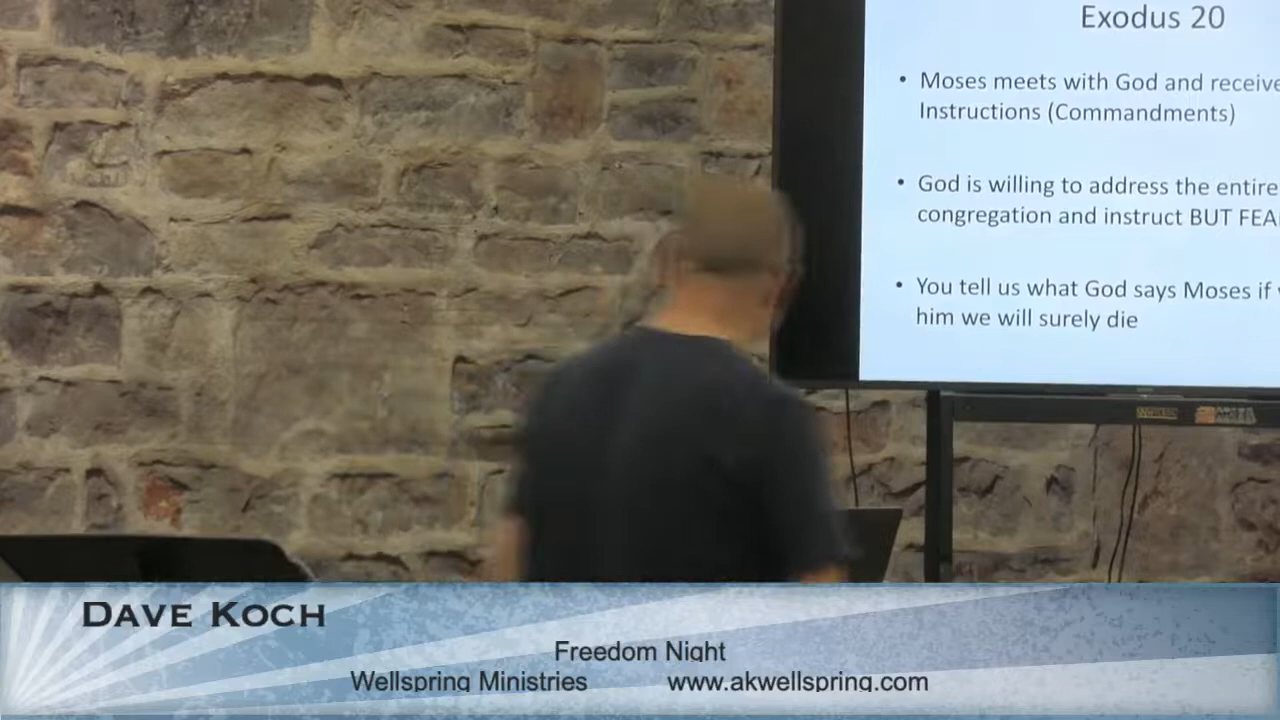 Exodus 20
• Moses meets with God and receive
Instructions (Commandments)
• God is willing to address the entire
congregation and instruct BUT FEA
• You tell us what God says Moses if
him we will surely die
DAVE KOCH
Freedom Night
Wellspring Ministries www.akwellspring.com